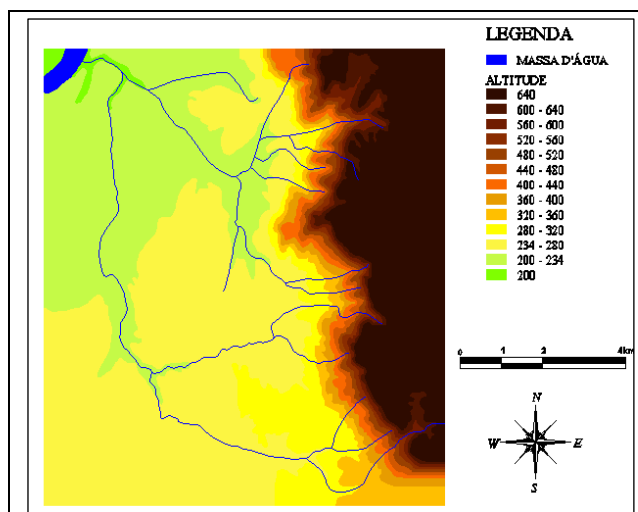 LEGENDA
MASSA D'ÁGUA
ALTITUDE
640
600 - 640
560 - 600
520 - 560
480 - 520
440 - 480
400 - 440
360 - 400
320 - 360
280 - 320
234 - 280
200 - 234
200
0 1 2 4km
N
W E
S